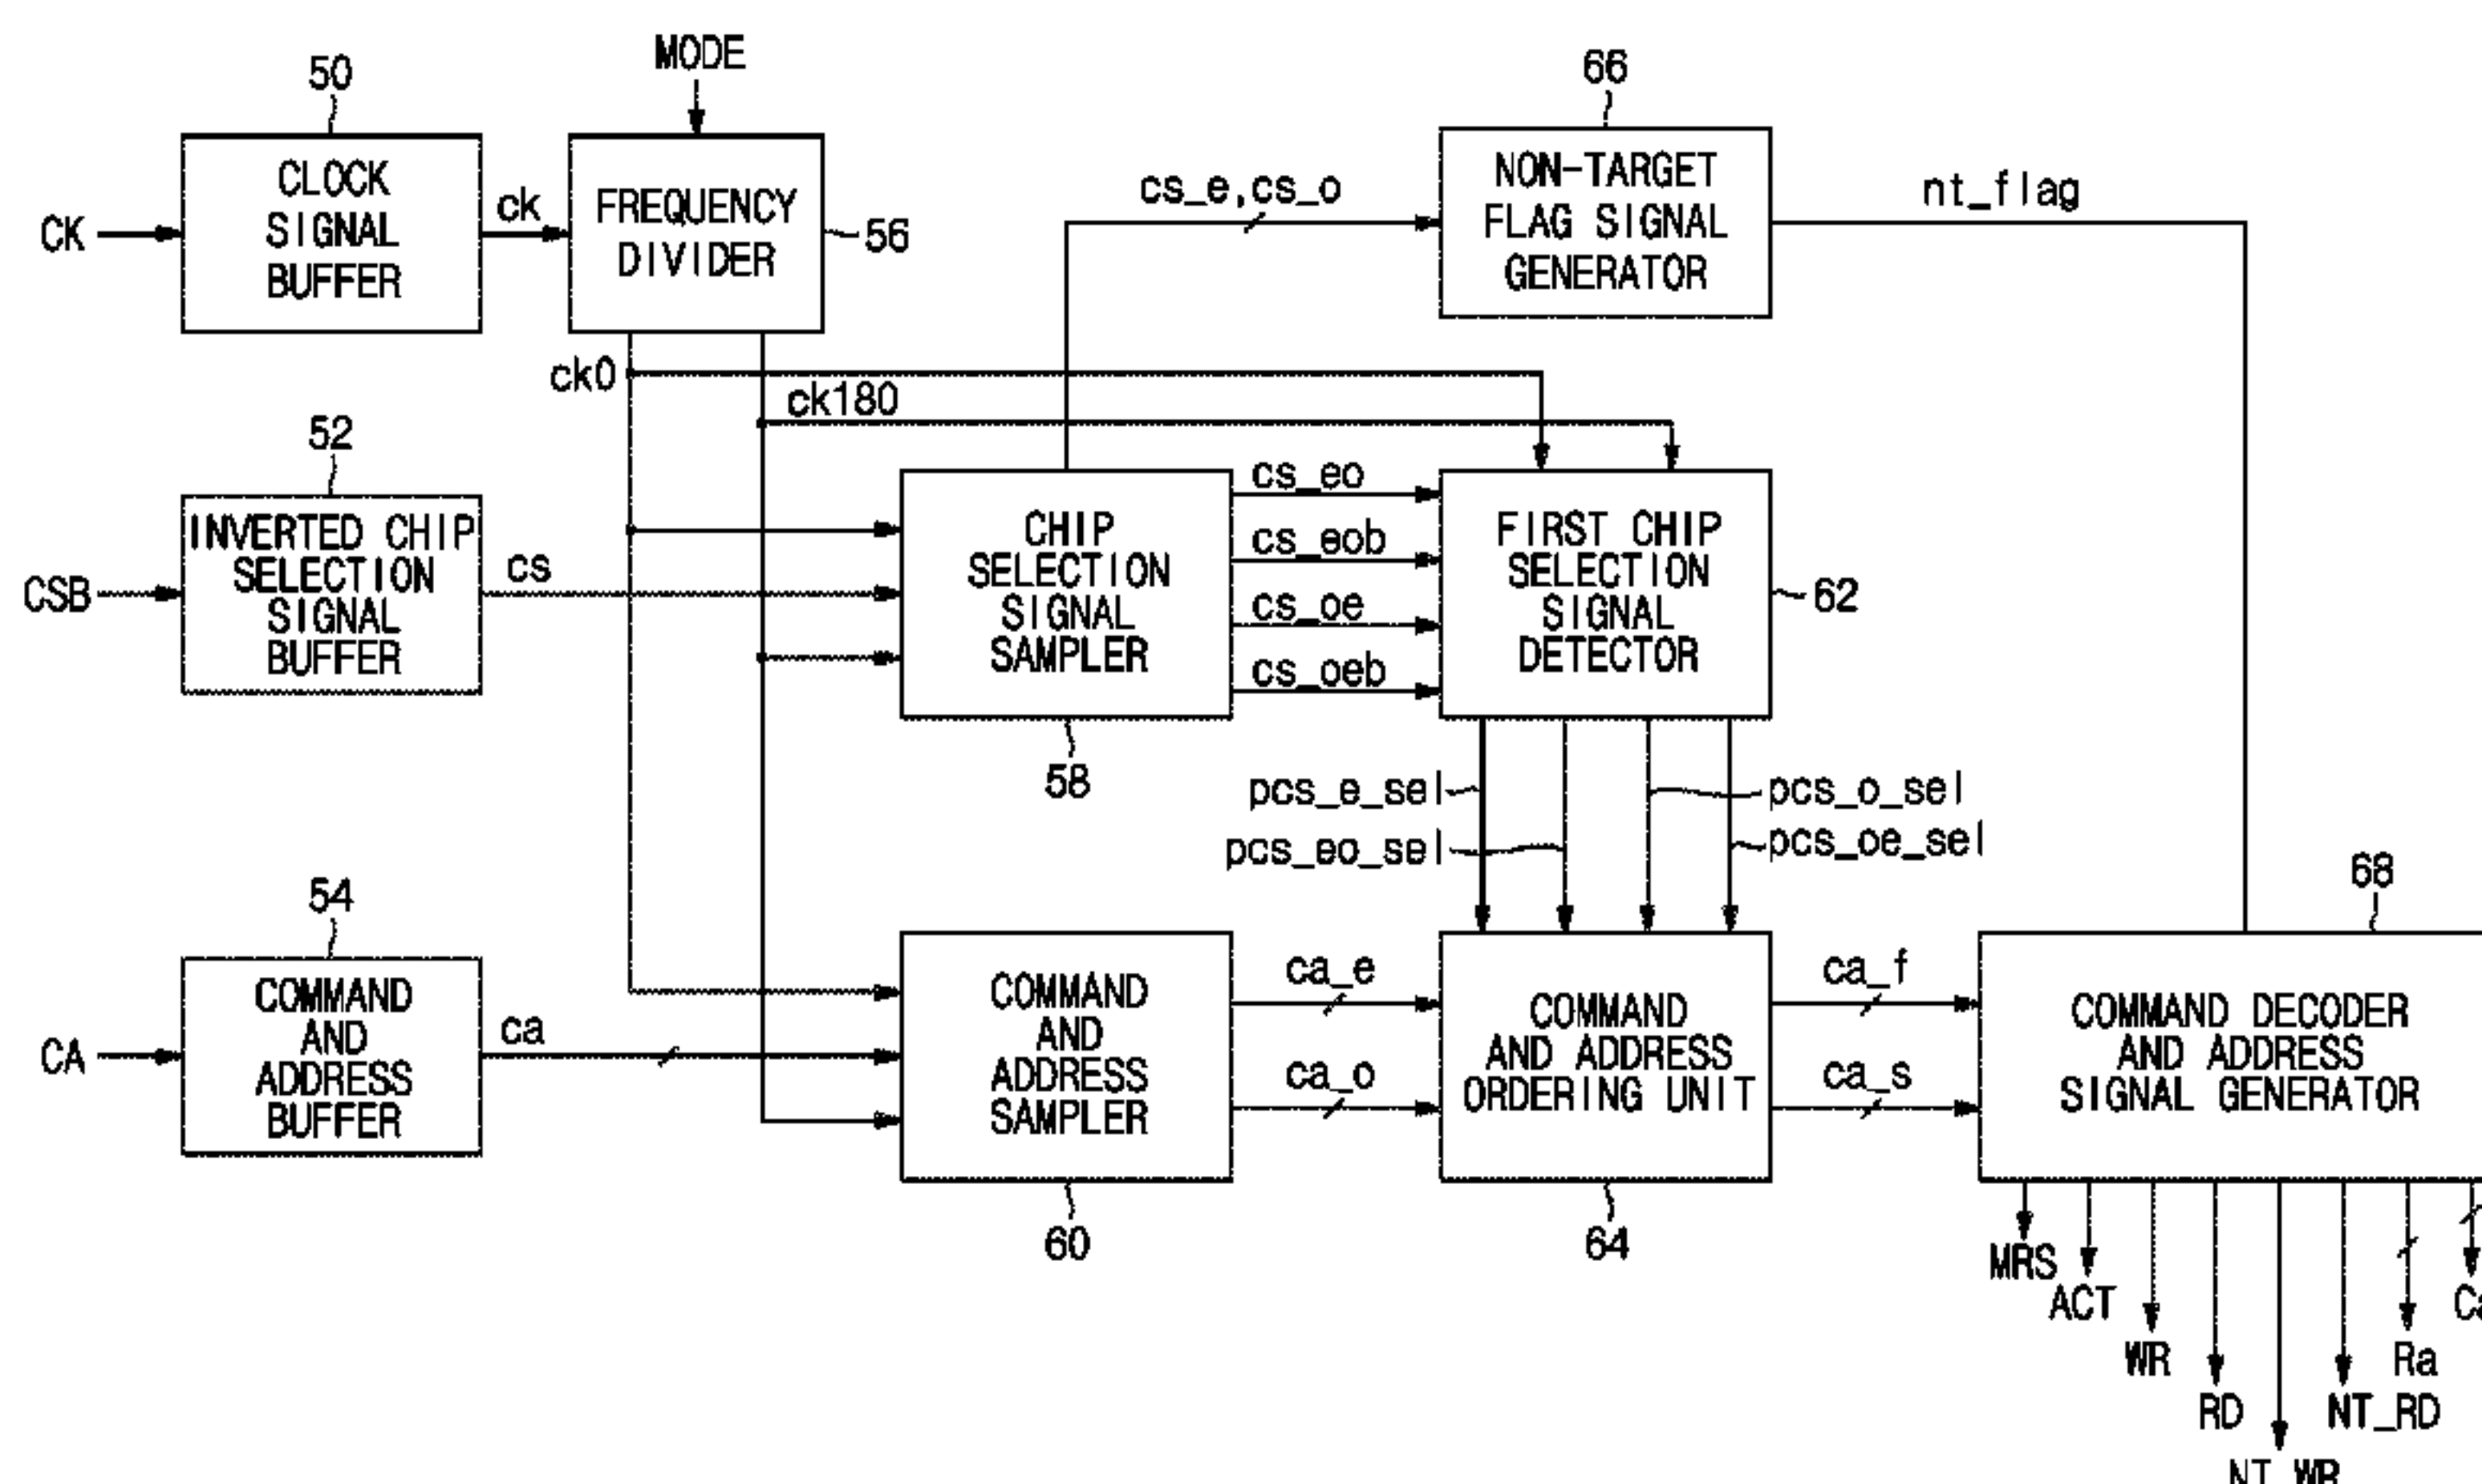 MODE
50
66
CLOCK
SIGNAL
BUFFER
CK
ck
FREQUENCY
DIVIDER
56
cs_e,cs_o
NON-TARGET
FLAG SIGNAL
GENERATOR
nt_flag
ck0
ck180
52
INVERTED CHIP
SELECTION
SIGNAL
BUFFER
CSB
cs
CHIP
SELECTION
SIGNAL
SAMPLER
58
cs_eo
cs_eob
cs_oe
cs_oeb
FIRST CHIP
SELECTION
SIGNAL
DETECTOR
62
pcs_e_sel
pcs_o_sel
pcs_eo_sel
pcs_oe_sel
54
COMMAND
AND
ADDRESS
BUFFER
CA
ca
COMMAND
AND
ADDRESS
SAMPLER
60
ca_e
ca_o
COMMAND
AND ADDRESS
ORDERING UNIT
64
ca_f
ca_s
68
COMMAND DECODER
AND ADDRESS
SIGNAL GENERATOR
MRS
ACT
WR
RD
NT_WR
NT_RD
Ra